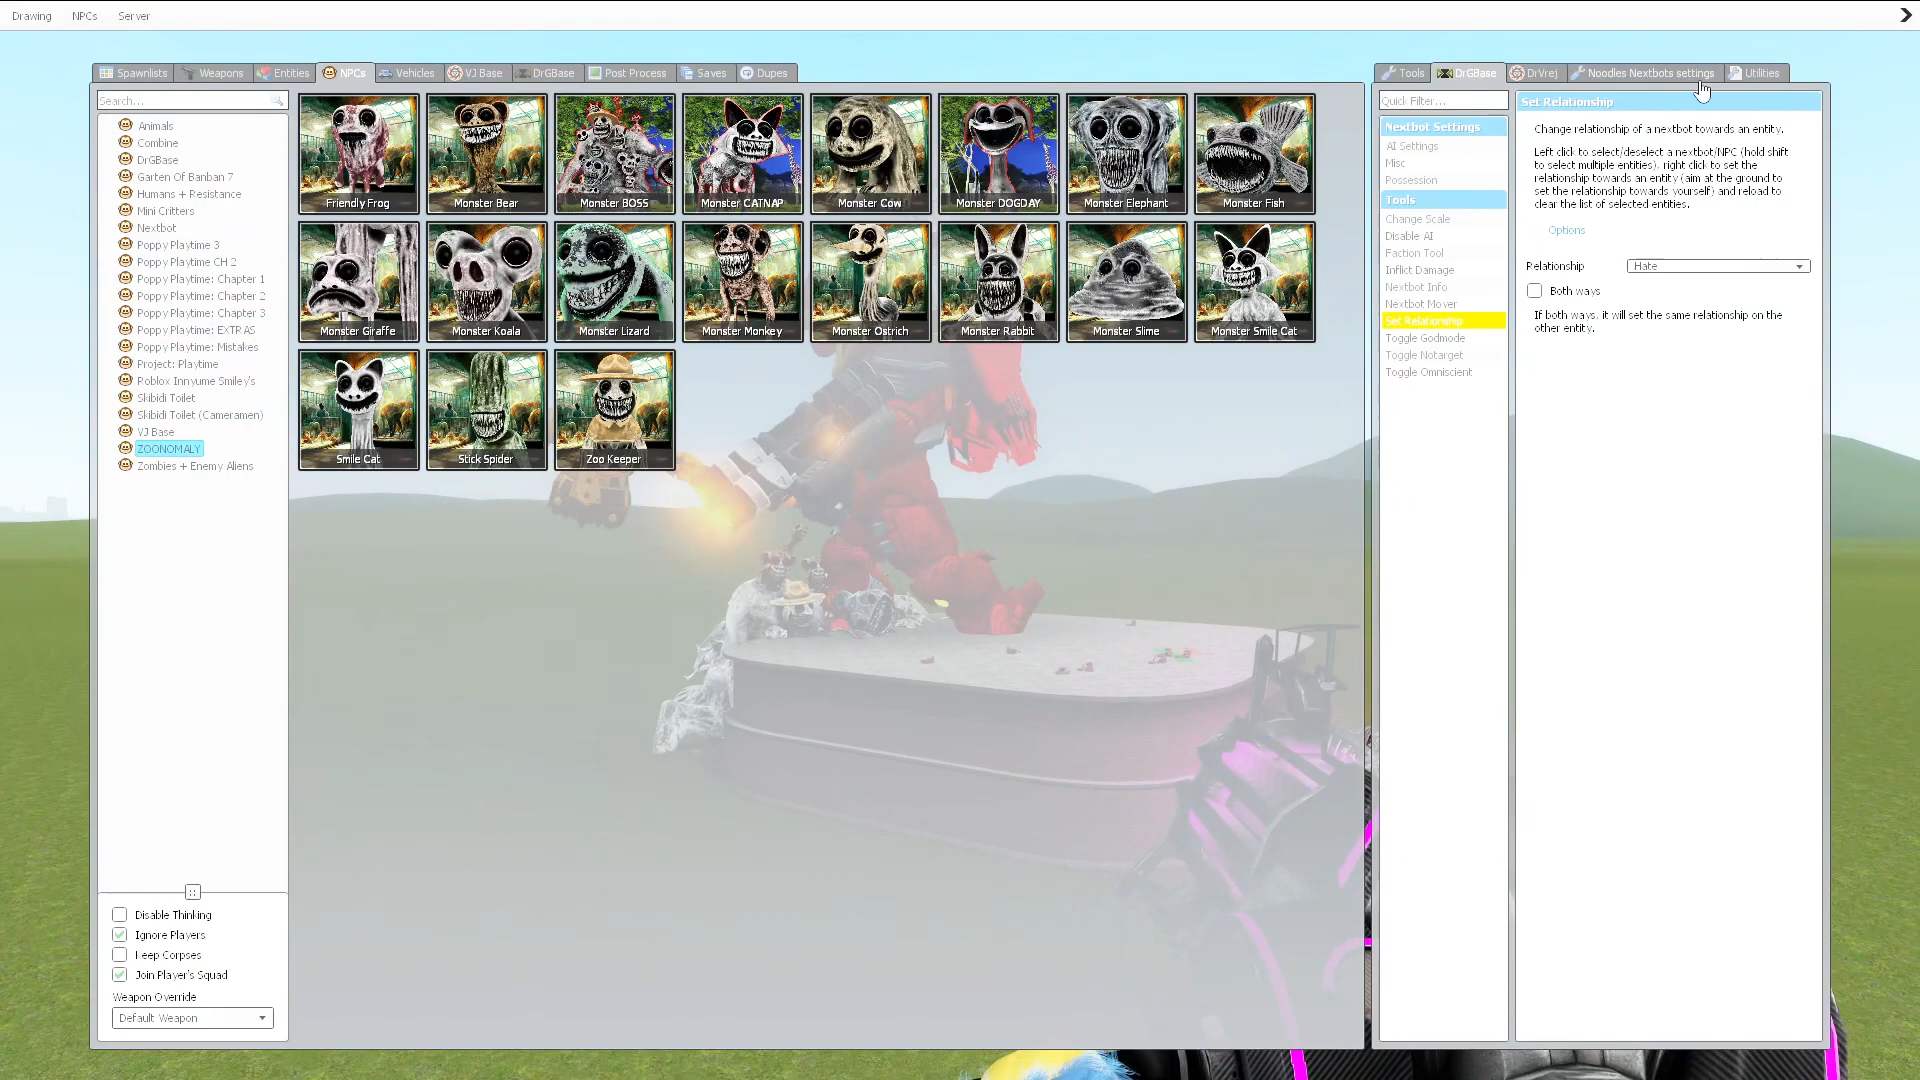 Drawing NPCs Server
Spawnlists Weapons Entities NPCs Vehicles VJ Base DrGBase Post Process Saves Dupes
Search...
Animals
Combine
DrGBase
Garten Of Banban 7
Humans + Resistance
Mini Critters
Nextbot
Poppy Playtime 3
Poppy Playtime CH 2
Poppy Playtime: Chapter 1
Poppy Playtime: Chapter 2
Poppy Playtime: Chapter 3
Poppy Playtime: EXTRAS
Poppy Playtime: Mistakes
Project: Playtime
Roblox Innyume Smiley's
Skibidi Toilet
Skibidi Toilet (Cameramen)
VJ Base
ZOONOMALY
Zombies + Enemy Aliens
Disable Thinking
Ignore Players
Keep Corpses
Join Player's Squad
Weapon Override
Default Weapon
Friendly Frog Monster Bear Monster BOSS Monster CATNAP Monster Cow Monster DOGDAY Monster Elephant Monster Fish
Monster Giraffe Monster Koala Monster Lizard Monster Monkey Monster Ostrich Monster Rabbit Monster Slime Monster Smile Cat
Smile Cat Stick Spider Zoo Keeper
Tools DrGBase DrVrej Noodles Nextbots settings Utilities
Quick Filter...
Nextbot Settings
AI Settings
Misc
Possession
Tools
Change Scale
Disable AI
Faction Tool
Inflict Damage
Nextbot Info
Nextbot Mover
Set Relationship
Toggle Godmode
Toggle Notarget
Toggle Omniscient
Set Relationship
Change relationship of a nextbot towards an entity.
Left click to select/deselect a nextbot/NPC (hold shift
to select multiple entities), right click to set the
relationship towards an entity (aim at the ground to
set the relationship towards yourself) and reload to
clear the list of selected entities.
Options
Relationship Hate
Both ways
If both ways, it will set the same relationship on the
other entity.